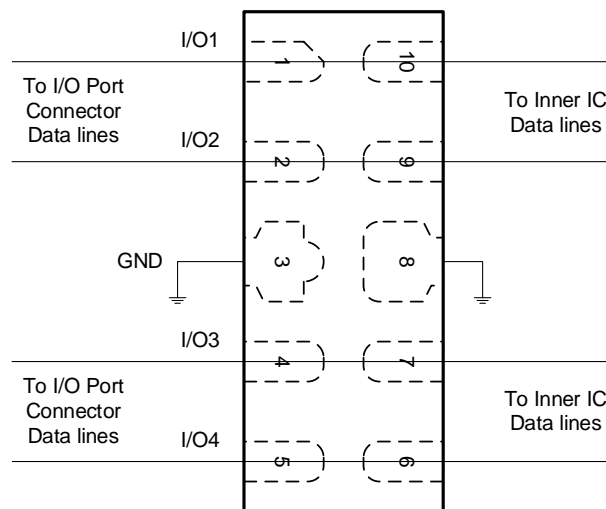 I/O1
1
10
To I/O Port
Connector
Data lines
To Inner IC
Data lines
I/O2
2
9
GND
3
8
I/O3
4
7
To I/O Port
Connector
Data lines
To Inner IC
Data lines
I/O4
5
6